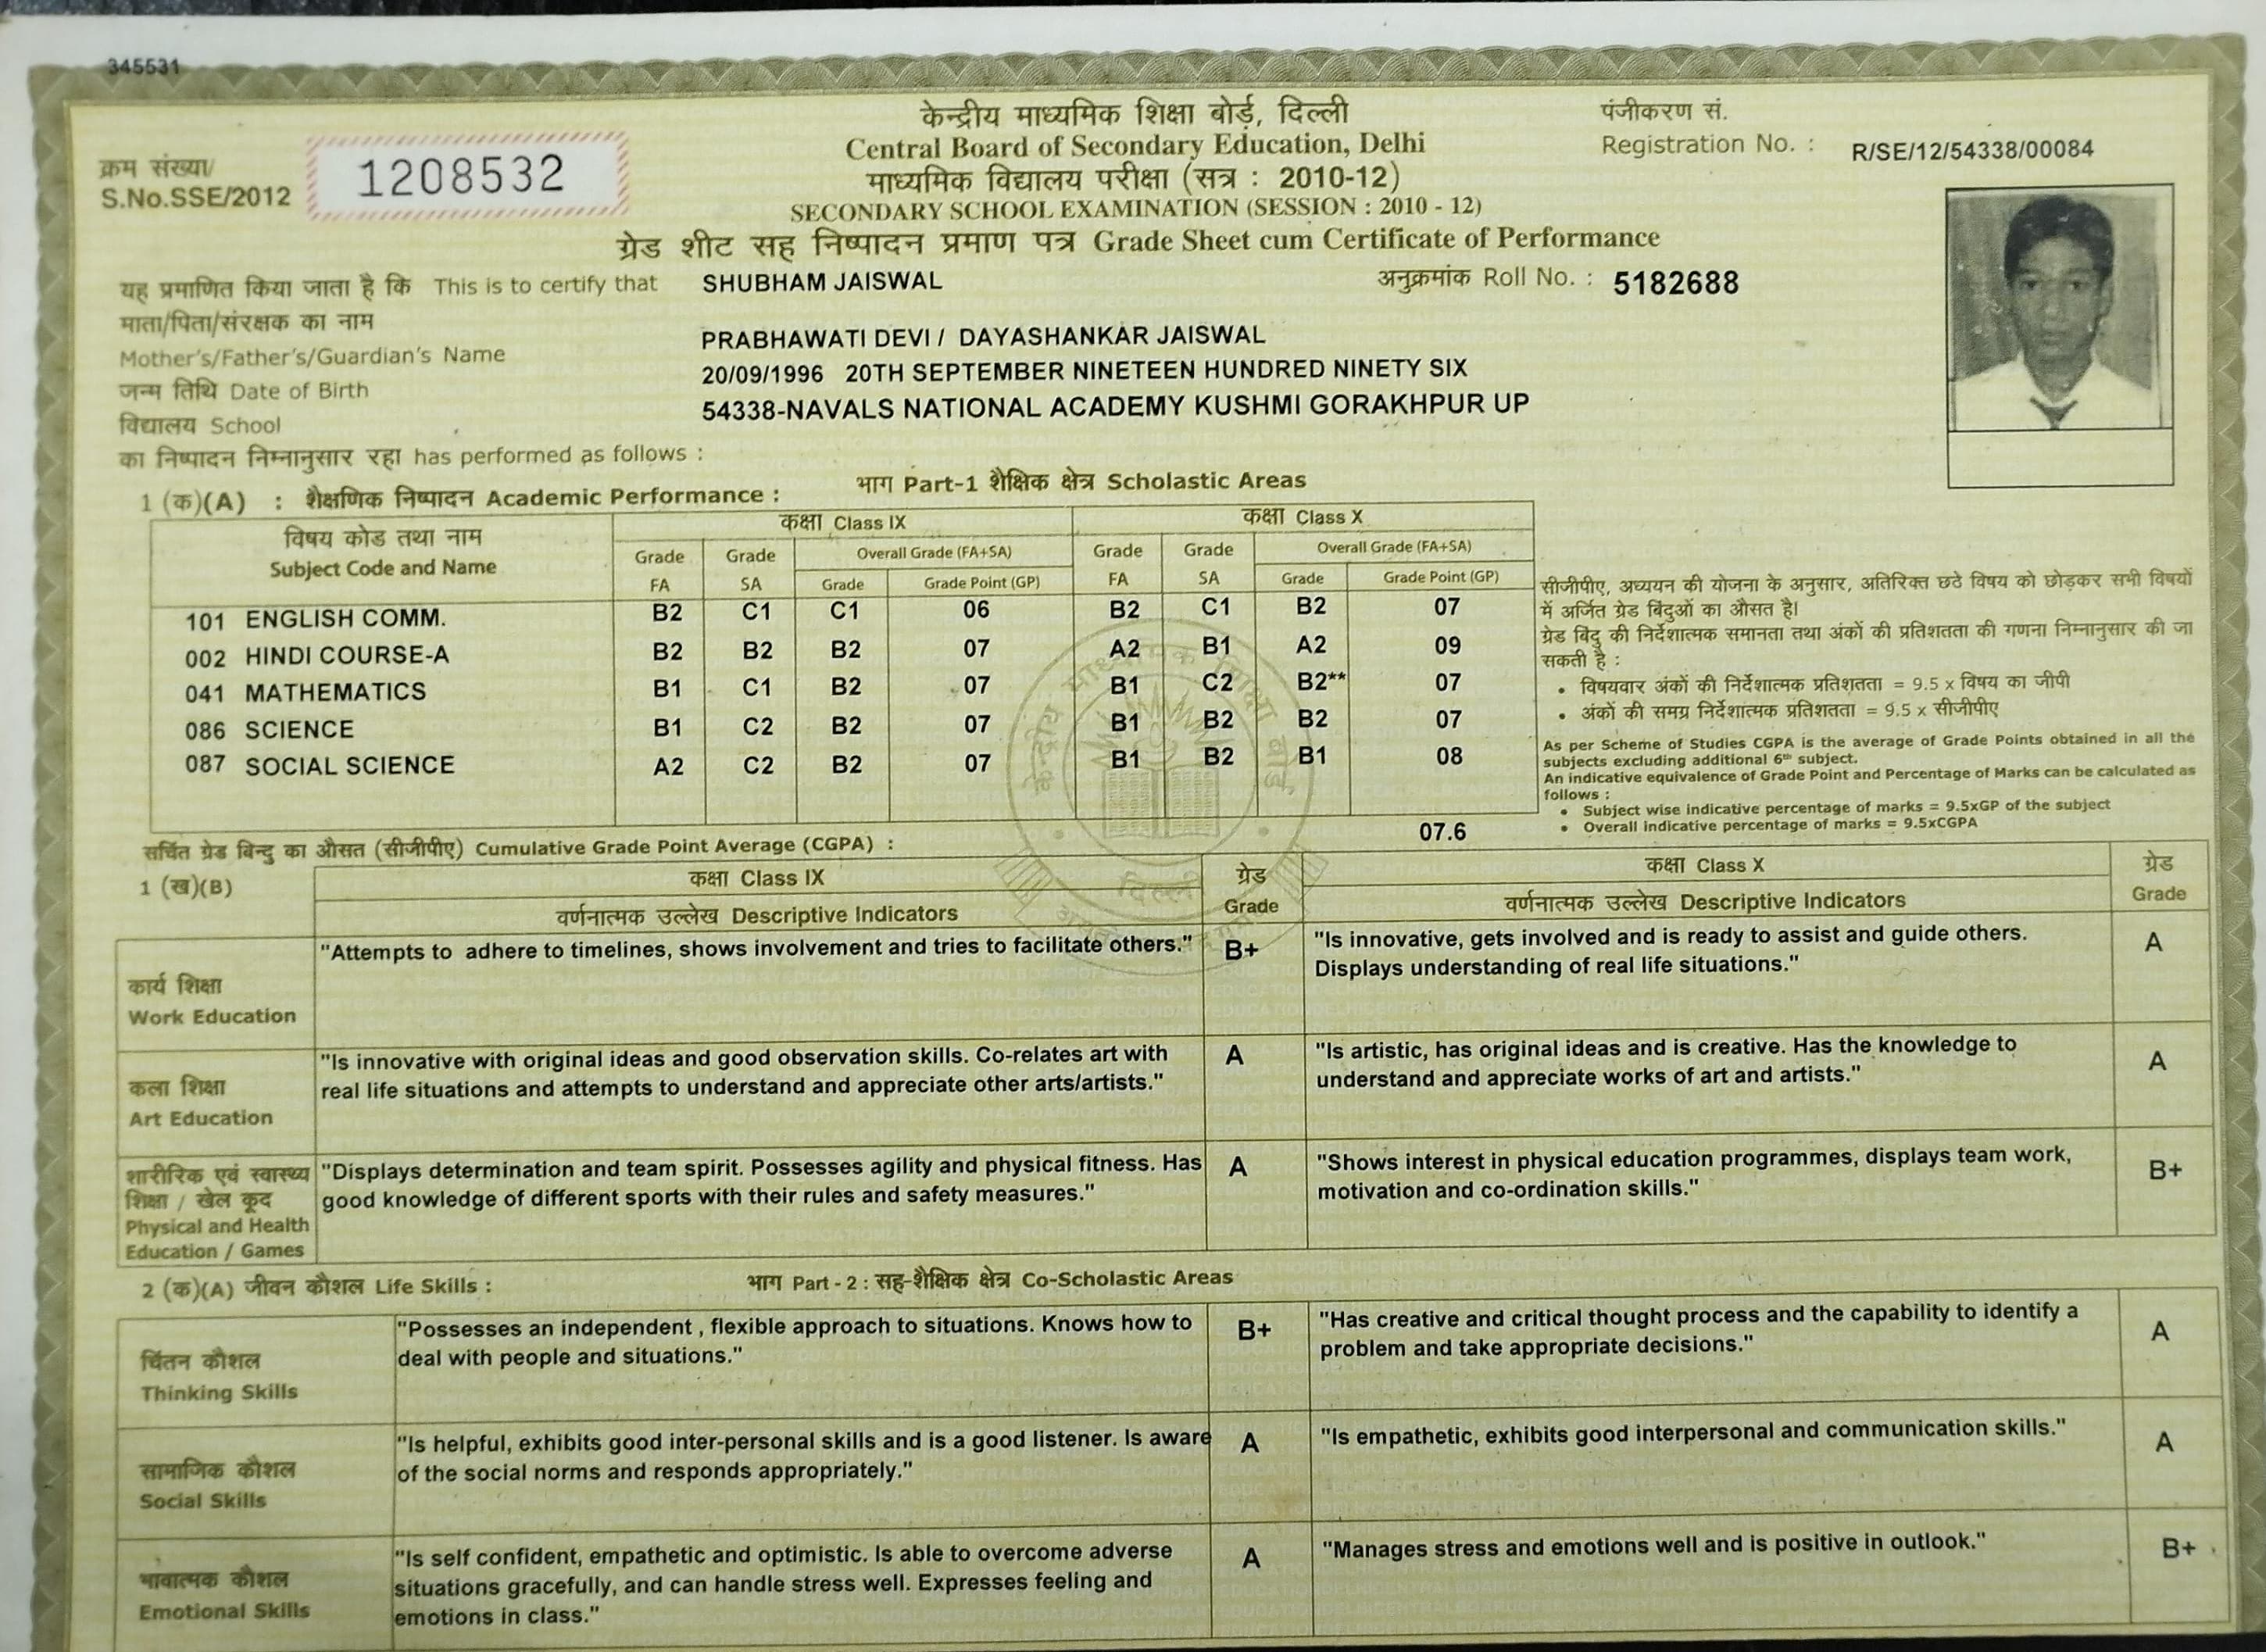 345531
केन्द्रीय माध्यमिक शिक्षा बोर्ड, दिल्ली
पंजीकरण सं.
Central Board of Secondary Education, Delhi
Registration No. : R/SE/12/54338/00084
क्रम संख्या/
S.No.SSE/2012 1208532
माध्यमिक विद्यालय परीक्षा (सत्र : 2010-12)
SECONDARY SCHOOL EXAMINATION (SESSION : 2010 - 12)
ग्रेड शीट सह निष्पादन प्रमाण पत्र Grade Sheet cum Certificate of Performance
यह प्रमाणित किया जाता है कि This is to certify that SHUBHAM JAISWAL अनुक्रमांक Roll No. : 5182688
माता/पिता/संरक्षक का नाम
Mother's/Father's/Guardian's Name PRABHAWATI DEVI / DAYASHANKAR JAISWAL
जन्म तिथि Date of Birth 20/09/1996 20TH SEPTEMBER NINETEEN HUNDRED NINETY SIX
विद्यालय School 54338-NAVALS NATIONAL ACADEMY KUSHMI GORAKHPUR UP
का निष्पादन निम्नानुसार रहा has performed as follows :
भाग Part-1 शैक्षिक क्षेत्र Scholastic Areas
1 (क)(A) : शैक्षणिक निष्पादन Academic Performance :
विषय कोड तथा नाम कक्षा Class IX कक्षा Class X
Subject Code and Name Grade Grade Overall Grade (FA+SA) Grade Grade Overall Grade (FA+SA)
FA SA Grade Grade Point (GP) FA SA Grade Grade Point (GP)
101 ENGLISH COMM. B2 C1 C1 06 B2 C1 B2 07
002 HINDI COURSE-A B2 B2 B2 07 A2 B1 A2 09
041 MATHEMATICS B1 C1 B2 07 B1 C2 B2** 07
086 SCIENCE B1 C2 B2 07 B1 B2 B2 07
087 SOCIAL SCIENCE A2 C2 B2 07 B1 B2 B1 08
सीजीपीए, अध्ययन की योजना के अनुसार, अतिरिक्त छठे विषय को छोड़कर सभी विषयों
में अर्जित ग्रेड बिंदुओं का औसत है।
ग्रेड बिंदु की निर्देशात्मक समानता तथा अंकों की प्रतिशतता की गणना निम्नानुसार की जा
सकती है :
• विषयवार अंकों की निर्देशात्मक प्रतिशतता = 9.5 x विषय का जीपी
• अंकों की समग्र निर्देशात्मक प्रतिशतता = 9.5 x सीजीपीए
As per Scheme of Studies CGPA is the average of Grade Points obtained in all the
subjects excluding additional 6th subject.
An indicative equivalence of Grade Point and Percentage of Marks can be calculated as
follows :
• Subject wise indicative percentage of marks = 9.5xGP of the subject
• Overall indicative percentage of marks = 9.5xCGPA
सचित ग्रेड बिन्दु का औसत (सीजीपीए) Cumulative Grade Point Average (CGPA) : 07.6
1 (ख)(B) कक्षा Class IX ग्रेड कक्षा Class X ग्रेड
वर्णनात्मक उल्लेख Descriptive Indicators Grade वर्णनात्मक उल्लेख Descriptive Indicators Grade
कार्य शिक्षा
Work Education
"Attempts to adhere to timelines, shows involvement and tries to facilitate others." B+
"Is innovative, gets involved and is ready to assist and guide others.
Displays understanding of real life situations." A
कला शिक्षा
Art Education
"Is innovative with original ideas and good observation skills. Co-relates art with
real life situations and attempts to understand and appreciate other arts/artists." A
"Is artistic, has original ideas and is creative. Has the knowledge to
understand and appreciate works of art and artists." A
शारीरिक एवं स्वास्थ्य
शिक्षा / खेल कूद
Physical and Health
Education / Games
"Displays determination and team spirit. Possesses agility and physical fitness. Has
good knowledge of different sports with their rules and safety measures." A
"Shows interest in physical education programmes, displays team work,
motivation and co-ordination skills." B+
2 (क)(A) जीवन कौशल Life Skills : भाग Part - 2 : सह-शैक्षिक क्षेत्र Co-Scholastic Areas
चिंतन कौशल
Thinking Skills
"Possesses an independent , flexible approach to situations. Knows how to
deal with people and situations." B+
"Has creative and critical thought process and the capability to identify a
problem and take appropriate decisions." A
सामाजिक कौशल
Social Skills
"Is helpful, exhibits good inter-personal skills and is a good listener. Is aware
of the social norms and responds appropriately." A
"Is empathetic, exhibits good interpersonal and communication skills." A
भावात्मक कौशल
Emotional Skills
"Is self confident, empathetic and optimistic. Is able to overcome adverse
situations gracefully, and can handle stress well. Expresses feeling and
emotions in class." A
"Manages stress and emotions well and is positive in outlook." B+